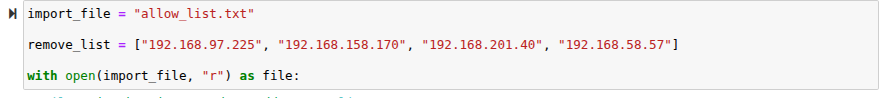 import_file = "allow_list.txt"
remove_list = ["192.168.97.225", "192.168.158.170", "192.168.201.40", "192.168.58.57"]
with open(import_file, "r") as file: